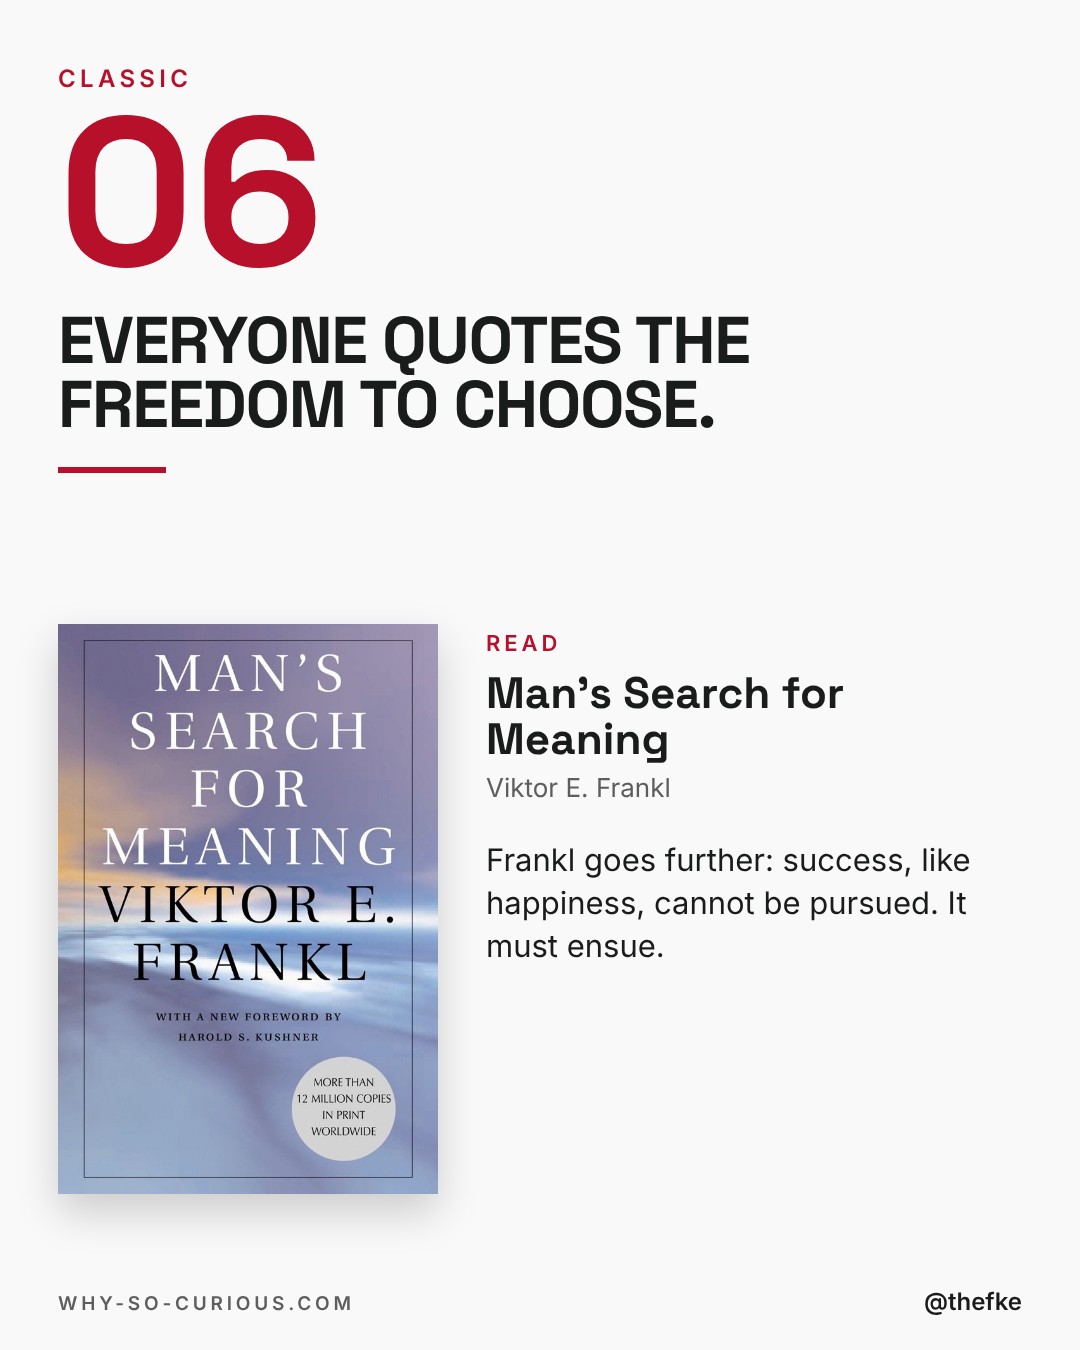 CLASSIC
06
EVERYONE QUOTES THE
FREEDOM TO CHOOSE.
MAN’S
SEARCH
FOR
MEANING
VIKTOR E.
FRANKL
WITH A NEW FOREWORD BY
HAROLD S. KUSHNER
MORE THAN
12 MILLION COPIES
IN PRINT
WORLDWIDE
READ
Man’s Search for
Meaning
Viktor E. Frankl
Frankl goes further: success, like
happiness, cannot be pursued. It
must ensue.
WHY-SO-CURIOUS.COM
@thefke